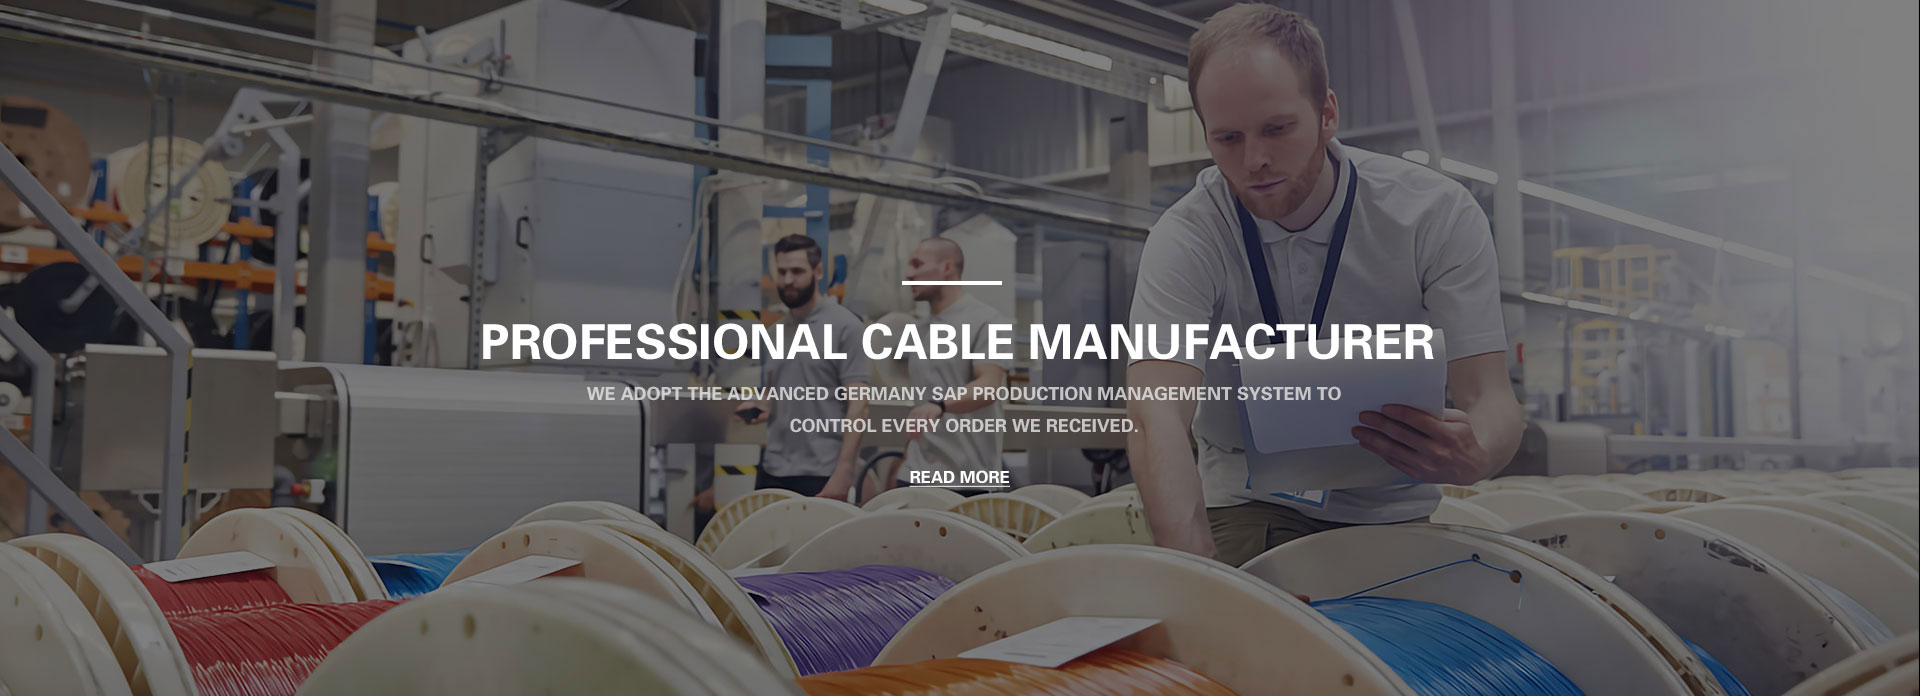 PROFESSIONAL CABLE MANUFACTURER
WE ADOPT THE ADVANCED GERMANY SAP PRODUCTION MANAGEMENT SYSTEM TO
CONTROL EVERY ORDER WE RECEIVED.
READ MORE